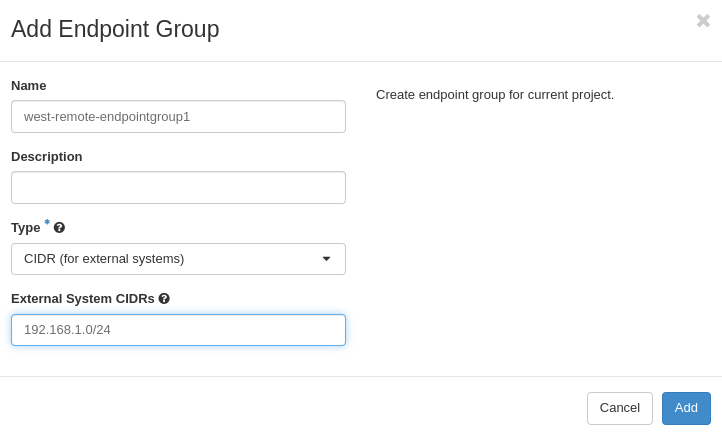 Add Endpoint Group
✖
Name
Create endpoint group for current project.
west-remote-endpointgroup1
Description
Type *
CIDR (for external systems)
External System CIDRs
192.168.1.0/24
Cancel
Add